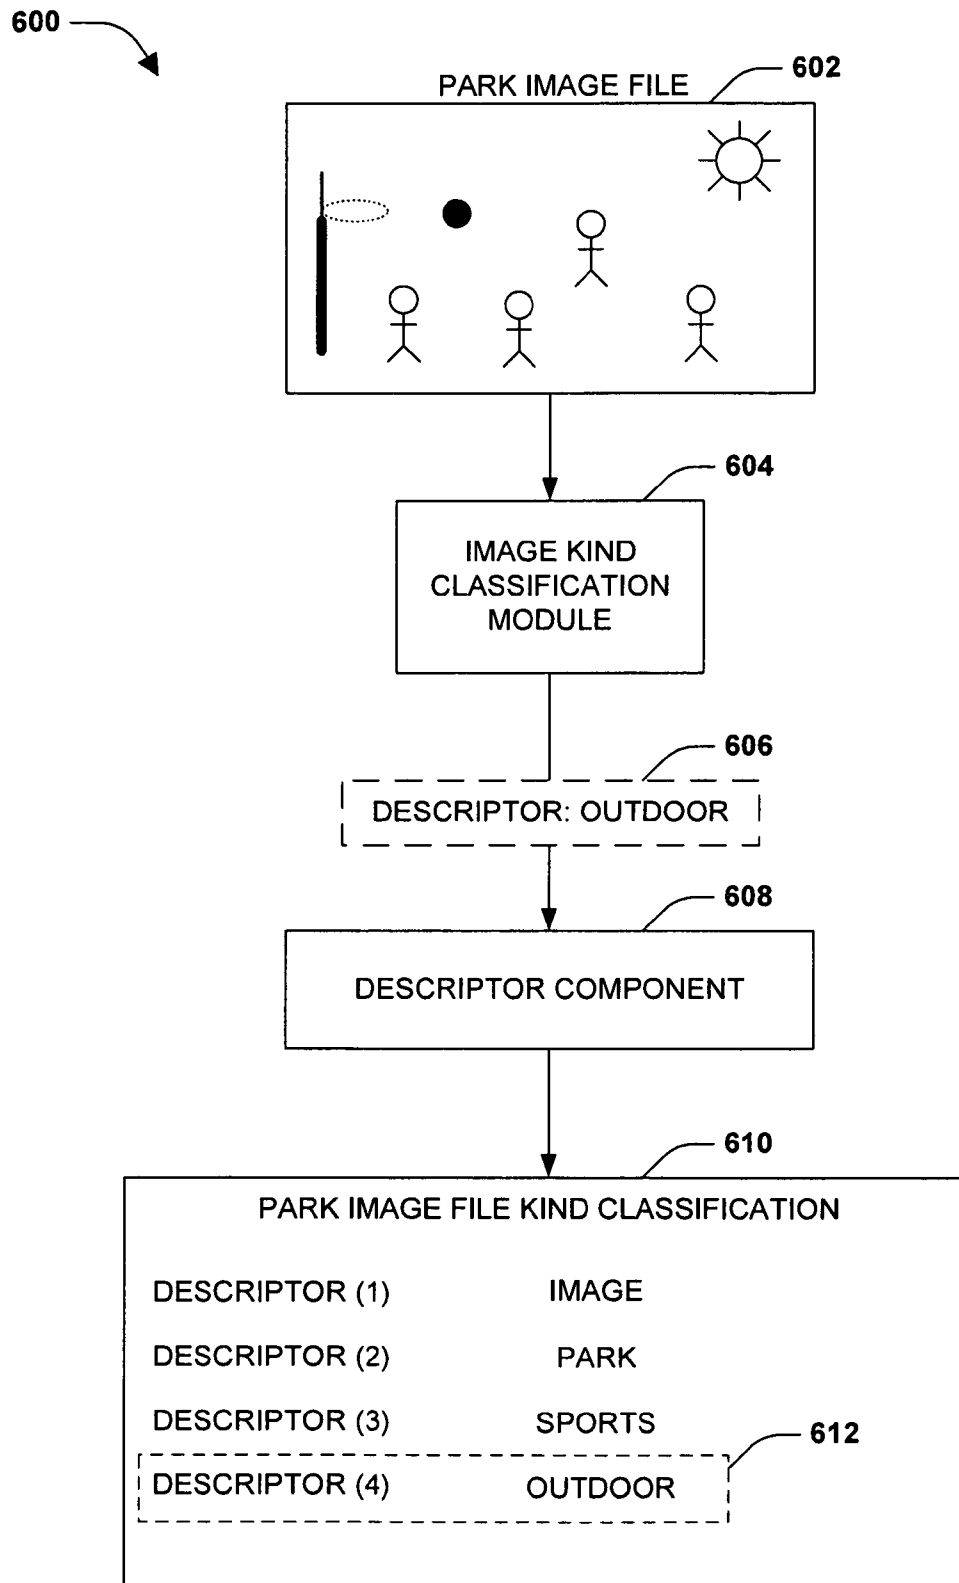 600
602
PARK IMAGE FILE
604
IMAGE KIND
CLASSIFICATION
MODULE
606
DESCRIPTOR: OUTDOOR
608
DESCRIPTOR COMPONENT
610
PARK IMAGE FILE KIND CLASSIFICATION
DESCRIPTOR (1) IMAGE
DESCRIPTOR (2) PARK
DESCRIPTOR (3) SPORTS
612
DESCRIPTOR (4) OUTDOOR